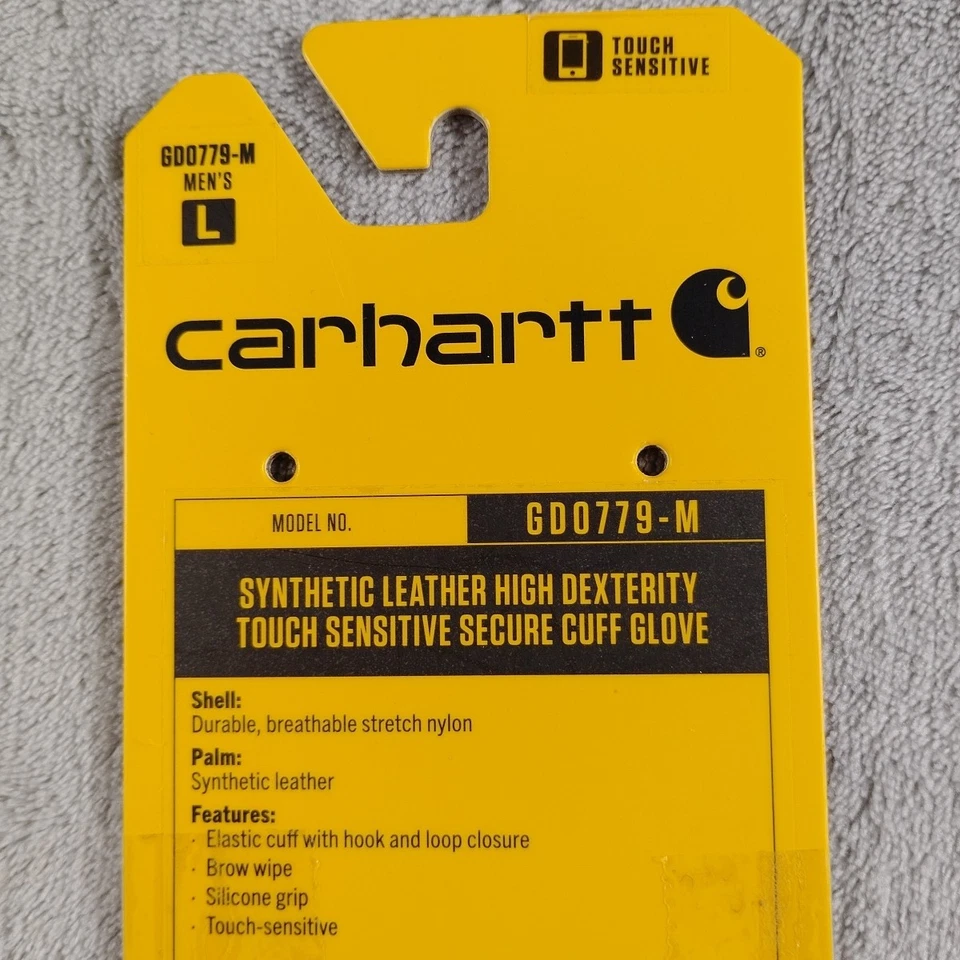 TOUCH
SENSITIVE
GD0779-M
MEN'S
L
carhartt
®
MODEL NO.
GD0779-M
SYNTHETIC LEATHER HIGH DEXTERITY
TOUCH SENSITIVE SECURE CUFF GLOVE
Shell:
Durable, breathable stretch nylon
Palm:
Synthetic leather
Features:
· Elastic cuff with hook and loop closure
· Brow wipe
· Silicone grip
· Touch-sensitive